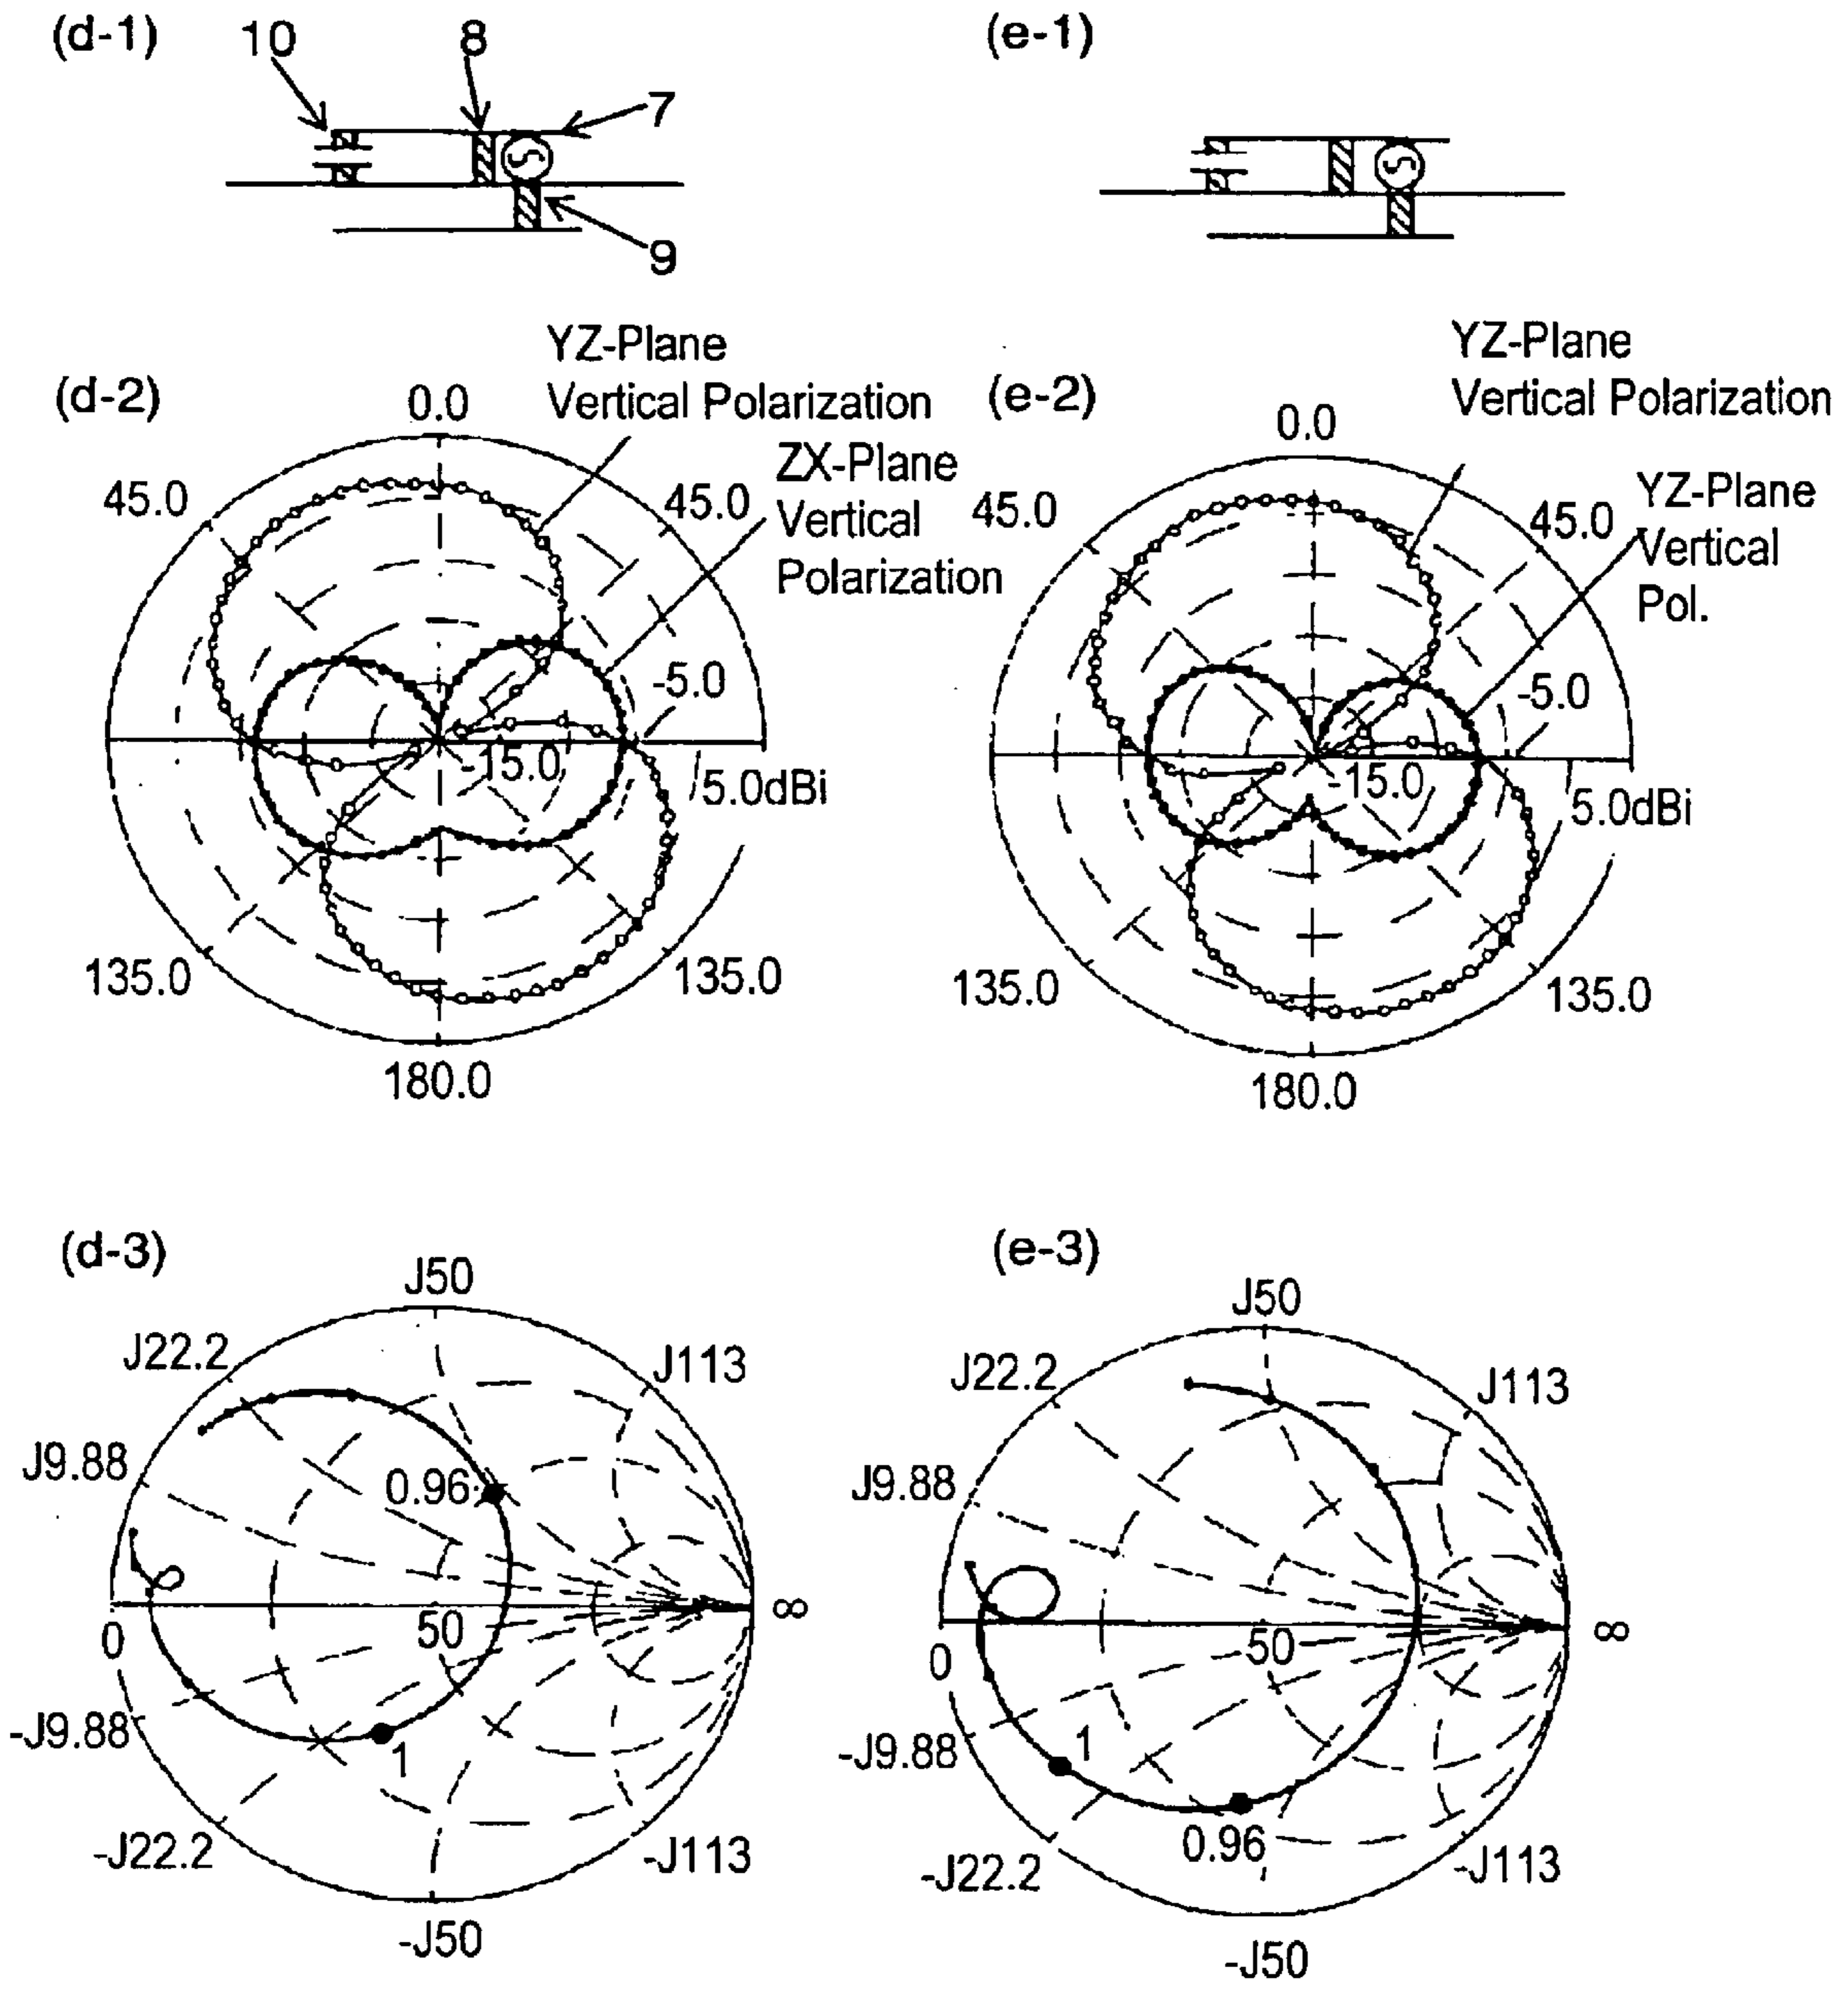 (d-1)
10
8
7
9
(e-1)
(d-2)
YZ-Plane
Vertical Polarization
ZX-Plane
Vertical
Polarization
0.0
45.0
45.0
-5.0
-15.0
5.0dBi
135.0
135.0
180.0
(e-2)
YZ-Plane
Vertical Polarization
YZ-Plane
Vertical
Pol.
0.0
45.0
45.0
-5.0
-15.0
5.0dBi
135.0
135.0
180.0
(d-3)
J50
J22.2
J113
J9.88
0.96
0
50
∞
-J9.88
1
-J22.2
-J113
-J50
(e-3)
J50
J22.2
J113
J9.88
0
50
∞
-J9.88
1
0.96
-J22.2
-J113
-J50